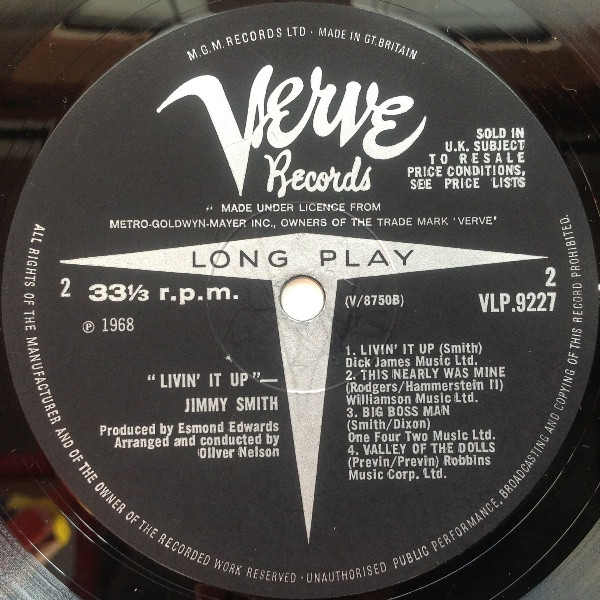 M.G.M. RECORDS LTD · MADE IN GT. BRITAIN
Verve
Records
SOLD IN
U.K. SUBJECT
TO RESALE
PRICE CONDITIONS,
SEE PRICE LISTS
" MADE UNDER LICENCE FROM
METRO-GOLDWYN-MAYER INC., OWNERS OF THE TRADE MARK 'VERVE'
LONG PLAY
2 33⅓ r.p.m.
(V/8750B)
2
VLP.9227
℗ 1968
"LIVIN' IT UP"—
JIMMY SMITH
Produced by Esmond Edwards
Arranged and conducted by
Oliver Nelson
1. LIVIN' IT UP (Smith)
Dick James Music Ltd.
2. THIS NEARLY WAS MINE
(Rodgers/Hammerstein II)
Williamson Music Ltd.
3. BIG BOSS MAN
(Smith/Dixon)
One Four Two Music Ltd.
4. VALLEY OF THE DOLLS
(Previn/Previn) Robbins
Music Corp. Ltd.
ALL RIGHTS OF THE MANUFACTURER AND OF THE OWNER OF THE RECORDED WORK RESERVED · UNAUTHORISED PUBLIC PERFORMANCE, BROADCASTING AND COPYING OF THIS RECORD PROHIBITED.